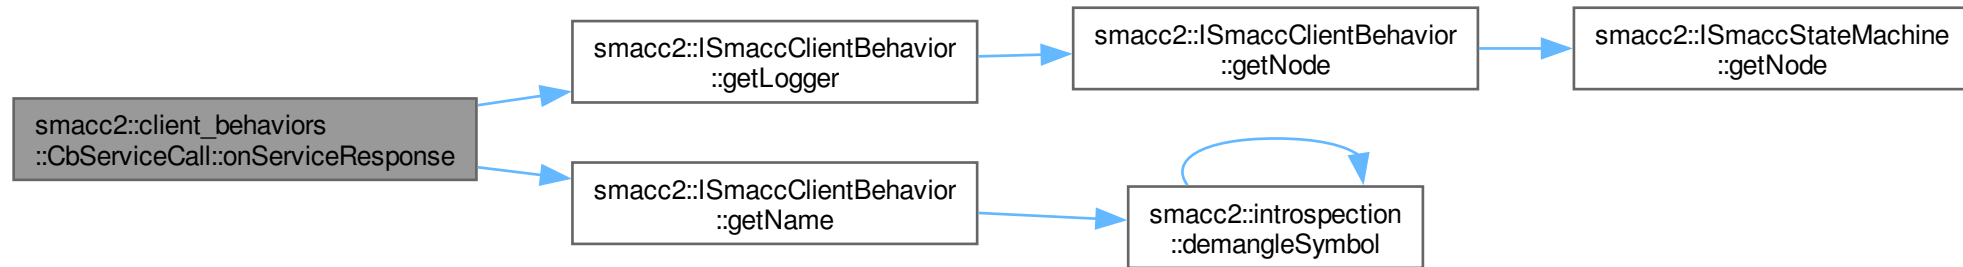 smacc2::client_behaviors
::CbServiceCall::onServiceResponse
smacc2::ISmaccClientBehavior
::getLogger
smacc2::ISmaccClientBehavior
::getNode
smacc2::ISmaccStateMachine
::getNode
smacc2::ISmaccClientBehavior
::getName
smacc2::introspection
::demangleSymbol